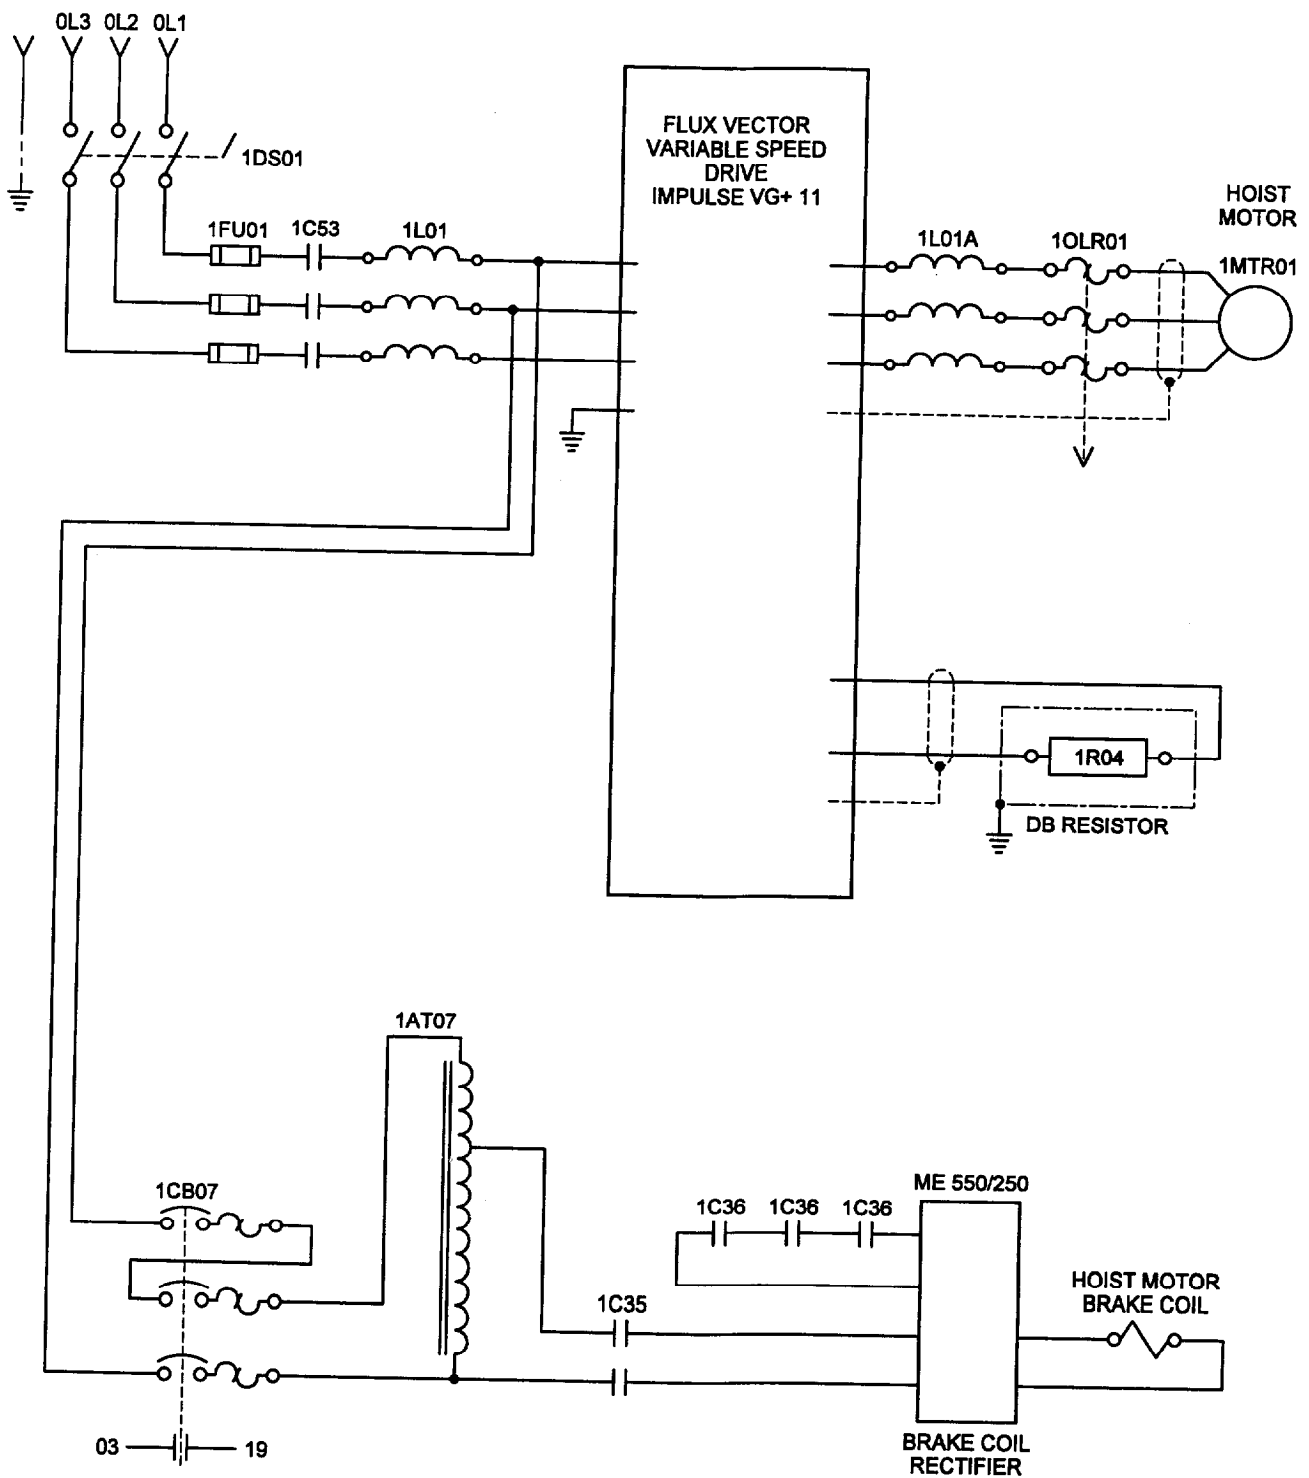 0L3 0L2 0L1
1DS01
FLUX VECTOR
VARIABLE SPEED
DRIVE
IMPULSE VG+ 11
HOIST
MOTOR
1FU01 1C53 1L01
1L01A 1OLR01
1MTR01
1R04
DB RESISTOR
1AT07
1CB07
ME 550/250
1C36 1C36 1C36
HOIST MOTOR
BRAKE COIL
1C35
03 19
BRAKE COIL
RECTIFIER